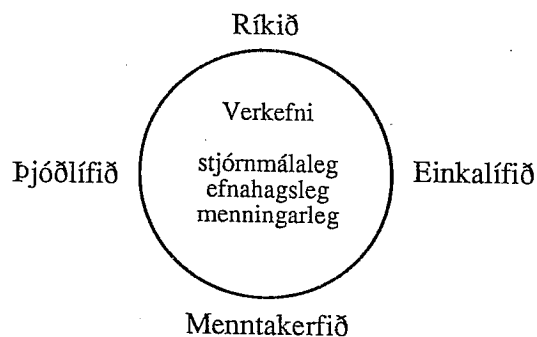 Ríkið
Verkefni
Þjóðlífið
stjórnmálaleg
efnahagsleg
menningarleg
Einkalífið
Menntakerfið